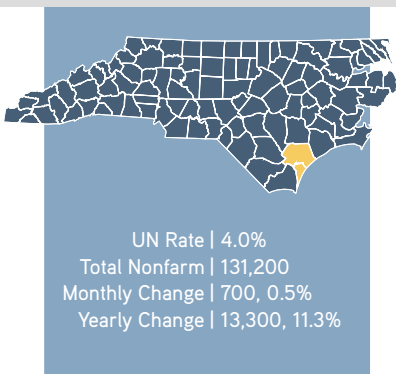 UN Rate | 4.0%
Total Nonfarm | 131,200
Monthly Change | 700, 0.5%
Yearly Change | 13,300, 11.3%